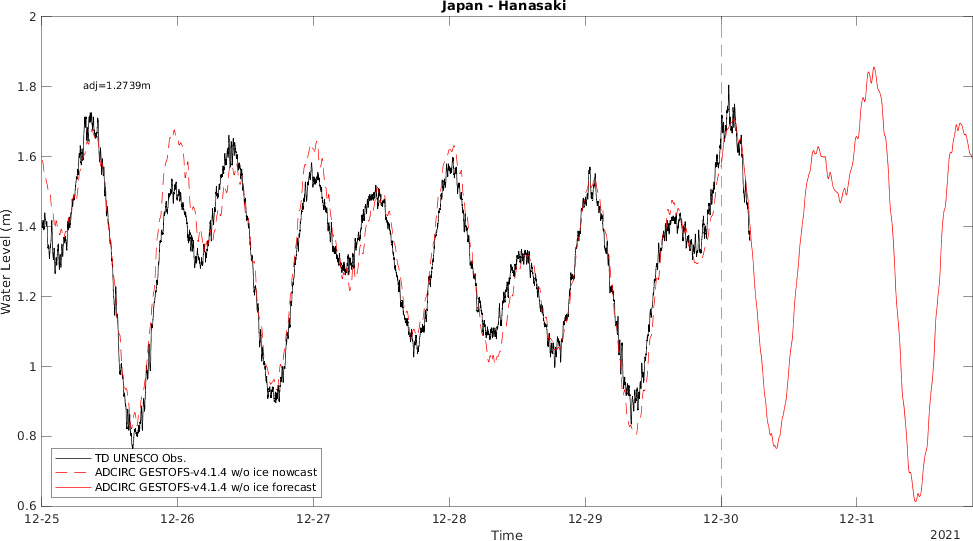 Japan - Hanasaki
adj=1.2739m
Water Level (m)
2
1.8
1.6
1.4
1.2
1
0.8
0.6
TD UNESCO Obs.
ADCIRC GESTOFS-v4.1.4 w/o ice nowcast
ADCIRC GESTOFS-v4.1.4 w/o ice forecast
12-25 12-26 12-27 12-28 12-29 12-30 12-31
Time
2021